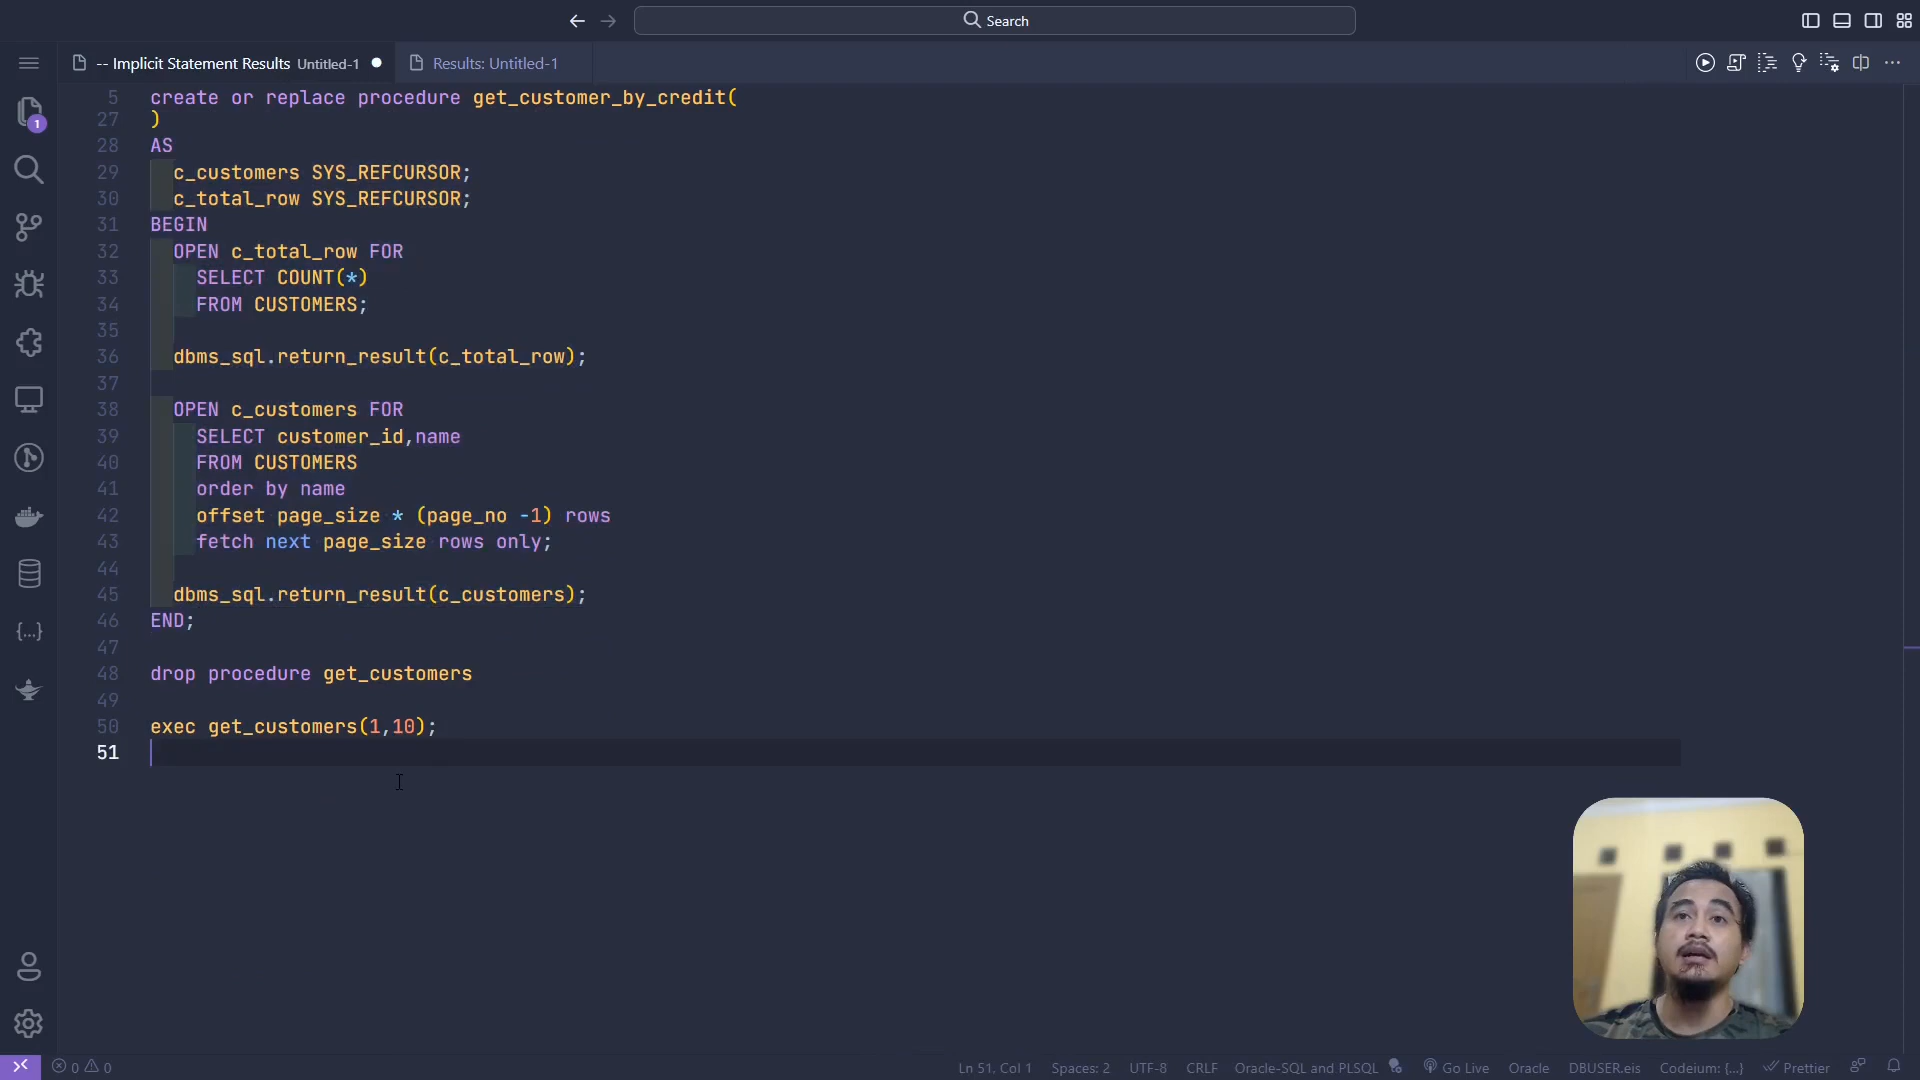 Search
-- Implicit Statement Results Untitled-1
Results: Untitled-1
5 create or replace procedure get_customer_by_credit(
27 )
28 AS
29 c_customers SYS_REFCURSOR;
30 c_total_row SYS_REFCURSOR;
31 BEGIN
32 OPEN c_total_row FOR
33 SELECT COUNT(*)
34 FROM CUSTOMERS;
35
36 dbms_sql.return_result(c_total_row);
37
38 OPEN c_customers FOR
39 SELECT customer_id,name
40 FROM CUSTOMERS
41 order by name
42 offset page_size * (page_no -1) rows
43 fetch next page_size rows only;
44
45 dbms_sql.return_result(c_customers);
46 END;
47
48 drop procedure get_customers
49
50 exec get_customers(1,10);
51
1
0 0 Ln 51, Col 1 Spaces: 2 UTF-8 CRLF Oracle-SQL and PLSQL Go Live Oracle DBUSER.eis Codeium: {...} Prettier